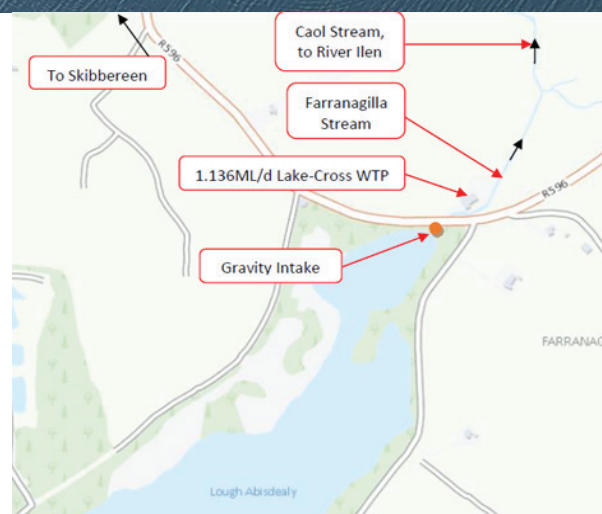 Caol Stream,
to River Ilen
R596
To Skibbereen
Farranagilla
Stream
1.136ML/d Lake-Cross WTP
R596
Gravity Intake
FARRANAG
Lough Abisdealy